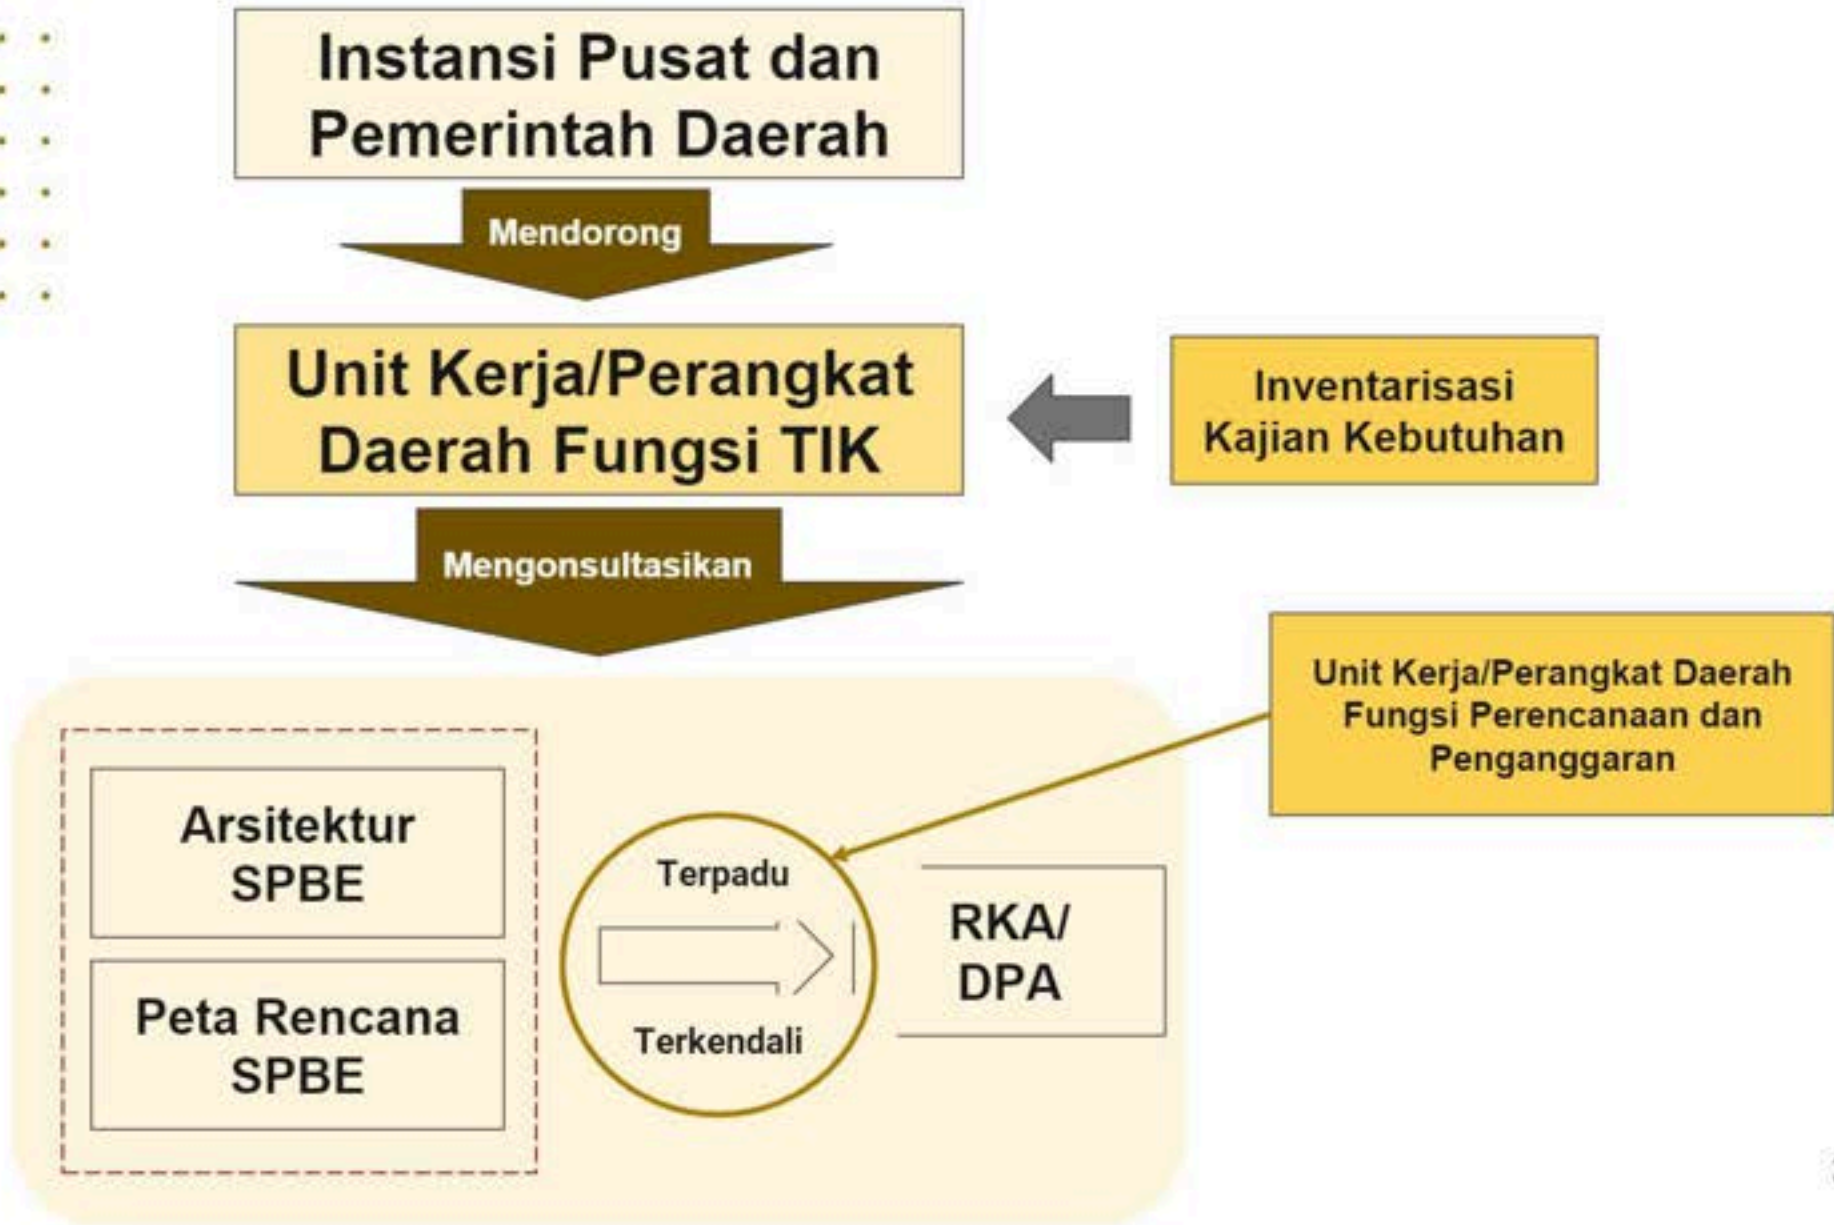 Instansi Pusat dan
Pemerintah Daerah
Mendorong
Unit Kerja/Perangkat
Daerah Fungsi TIK
Inventarisasi
Kajian Kebutuhan
Mengonsultasikan
Unit Kerja/Perangkat Daerah
Fungsi Perencanaan dan
Penganggaran
Arsitektur
SPBE
Peta Rencana
SPBE
Terpadu
Terkendali
RKA/
DPA